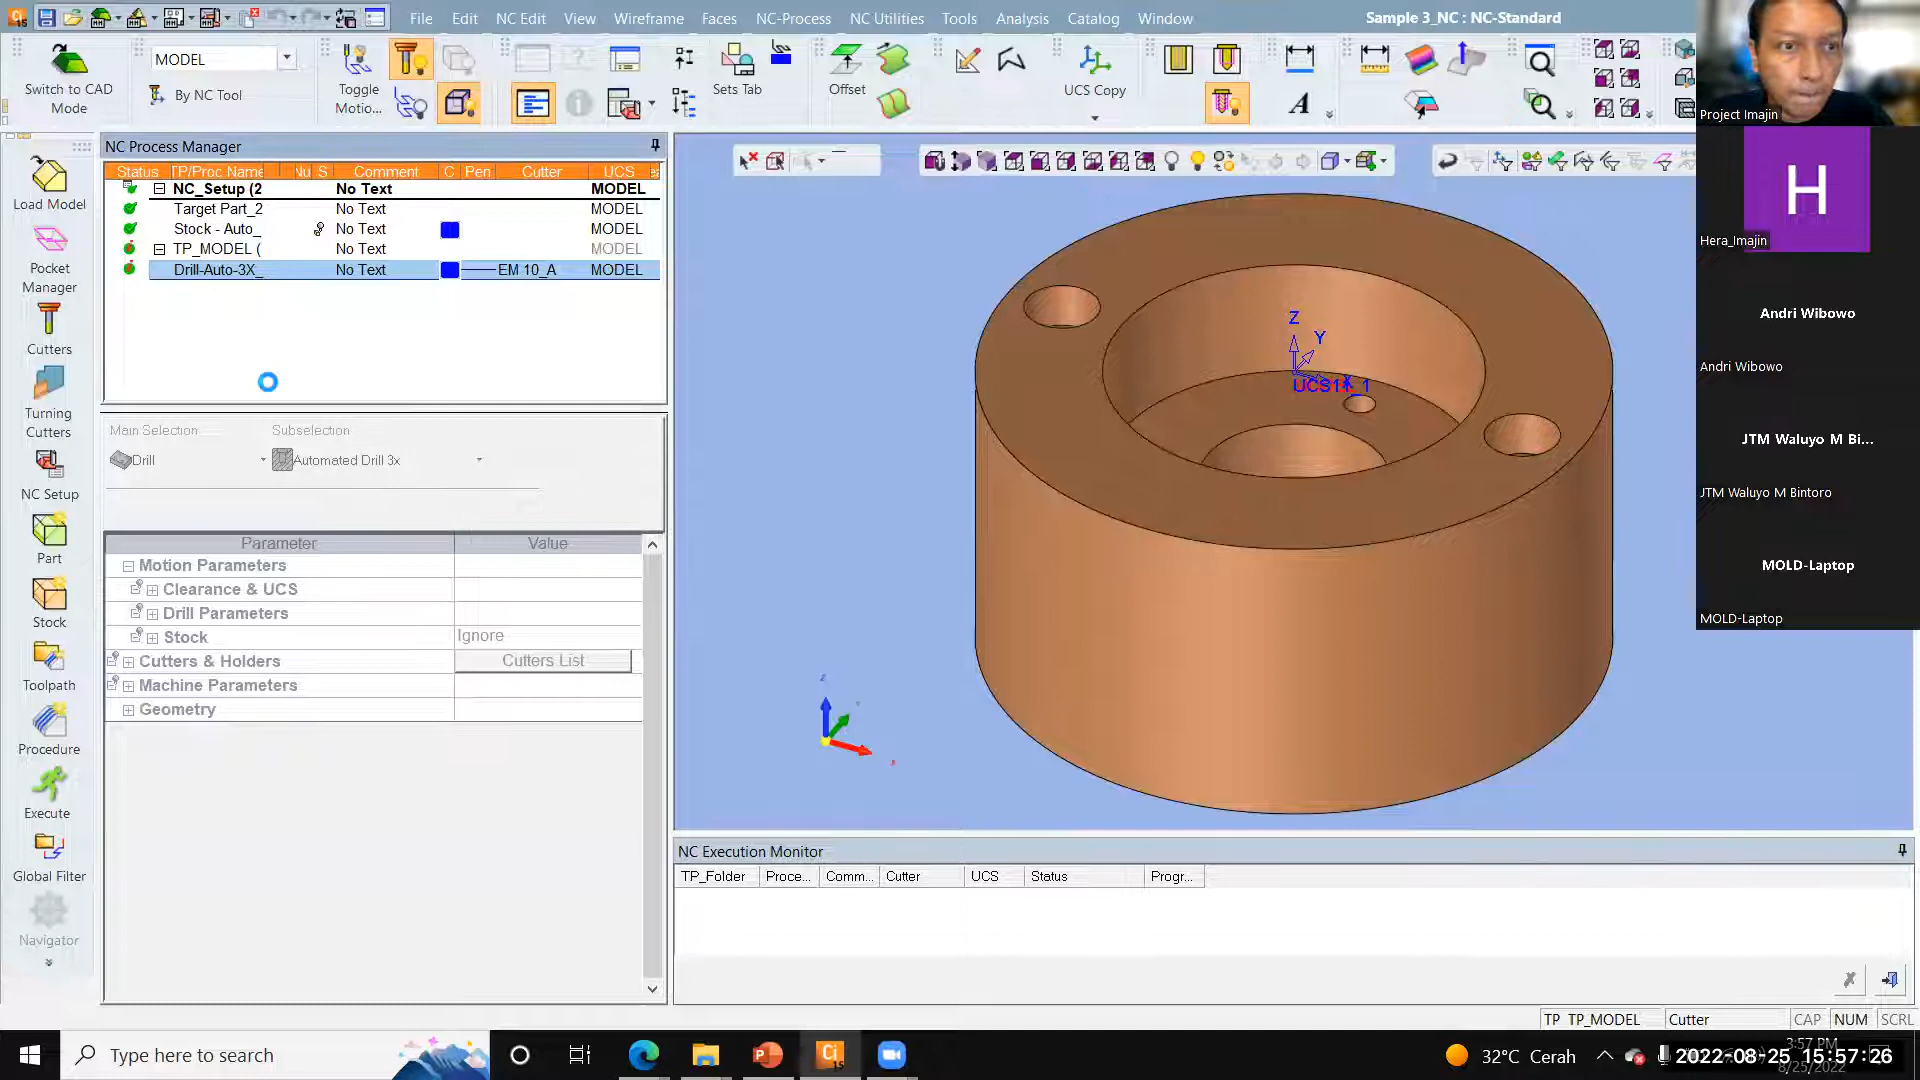 File Edit NC Edit View Wireframe Faces NC-Process NC Utilities Tools Analysis Catalog Window
Sample 3_NC : NC-Standard
Switch to CAD Mode
MODEL
By NC Tool
Toggle Motio...
Sets Tab
Offset
UCS Copy
A
Project Imajin
H
Hera_Imajin
Andri Wibowo
Andri Wibowo
JTM Waluyo M Bi...
JTM Waluyo M Bintoro
MOLD-Laptop
MOLD-Laptop
Load Model
Pocket Manager
Cutters
Turning Cutters
NC Setup
Part
Stock
Toolpath
Procedure
Execute
Global Filter
Navigator
NC Process Manager
Status TP/Proc Name Nu S Comment C Pen Cutter UCS
NC_Setup (2 No Text MODEL
Target Part_2 No Text MODEL
Stock - Auto_ No Text MODEL
TP_MODEL ( No Text MODEL
Drill-Auto-3X_ No Text EM 10_A MODEL
Main Selection Subselection
Drill Automated Drill 3x
Parameter Value
Motion Parameters
Clearance & UCS
Drill Parameters
Stock Ignore
Cutters & Holders Cutters List
Machine Parameters
Geometry
Z
Y
NC Execution Monitor
TP_Folder Proce... Comm... Cutter UCS Status Progr...
TP TP_MODEL Cutter CAP NUM SCRL
Type here to search
32°C Cerah
3:57 PM
2022-08-25 15:57:26
8/25/2022